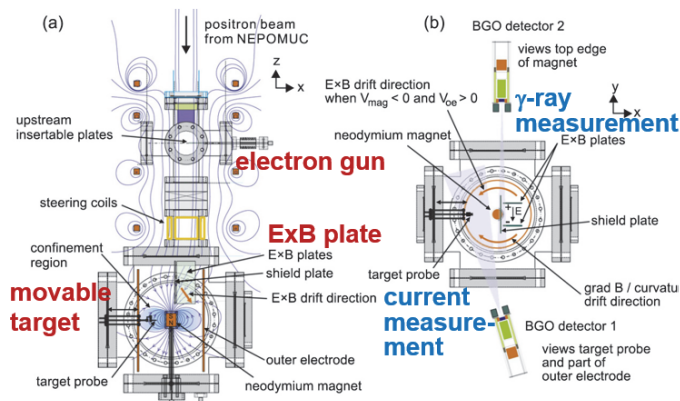 (a)
positron beam
from NEPOMUC
z
x
upstream
insertable plates
electron gun
steering coils
ExB plate
E×B plates
confinement
region
shield plate
E×B drift direction
movable
target
outer electrode
target probe
neodymium magnet
(b)
BGO detector 2
views top edge
of magnet
E×B drift direction
when Vmag < 0 and Voe > 0
γ-ray
measurement
y
x
neodymium magnet
E×B plates
E
shield plate
target probe
grad B / curvature
drift direction
current
measure-
ment
BGO detector 1
views target probe
and part of
outer electrode